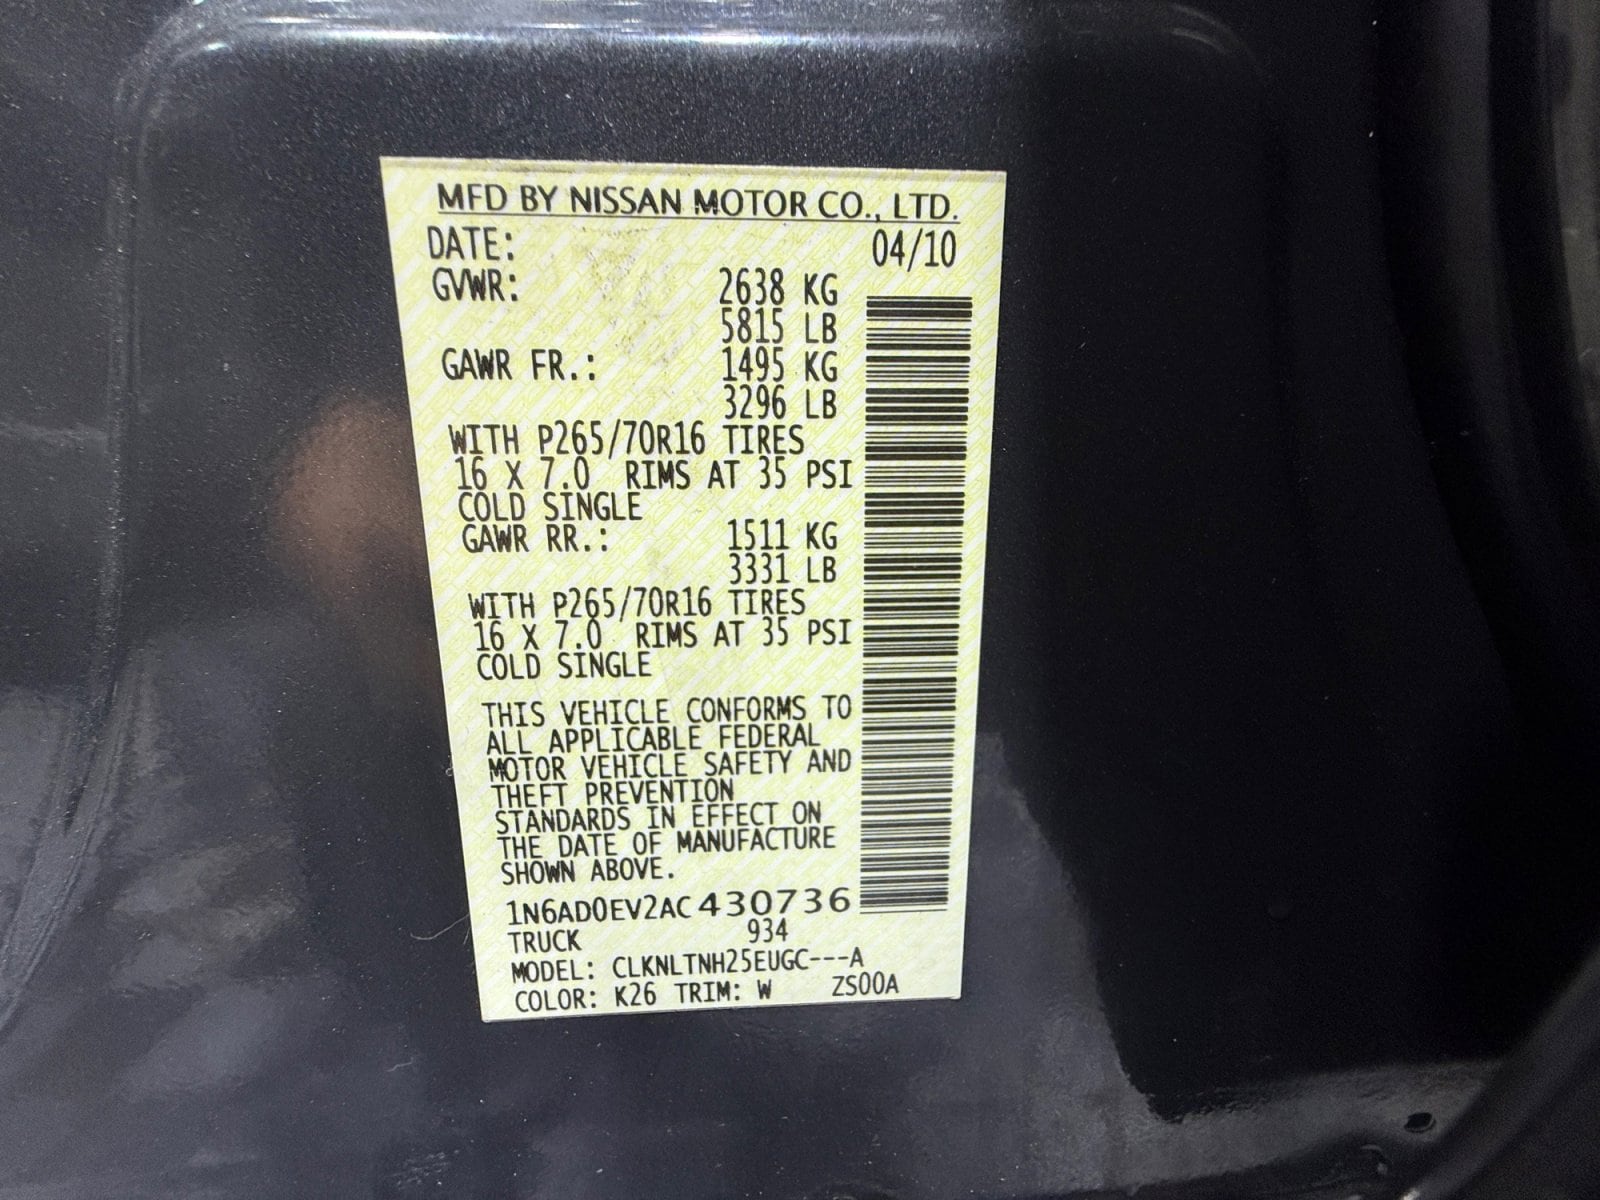 MFD BY NISSAN MOTOR CO., LTD.
DATE: 04/10
GVWR: 2638 KG
5815 LB
GAWR FR.: 1495 KG
3296 LB
WITH P265/70R16 TIRES
16 X 7.0 RIMS AT 35 PSI
COLD SINGLE
GAWR RR.: 1511 KG
3331 LB
WITH P265/70R16 TIRES
16 X 7.0 RIMS AT 35 PSI
COLD SINGLE
THIS VEHICLE CONFORMS TO
ALL APPLICABLE FEDERAL
MOTOR VEHICLE SAFETY AND
THEFT PREVENTION
STANDARDS IN EFFECT ON
THE DATE OF MANUFACTURE
SHOWN ABOVE.
1N6AD0EV2AC430736
TRUCK 934
MODEL: CLKNLTNH25EUGC---A
COLOR: K26 TRIM: W ZS00A